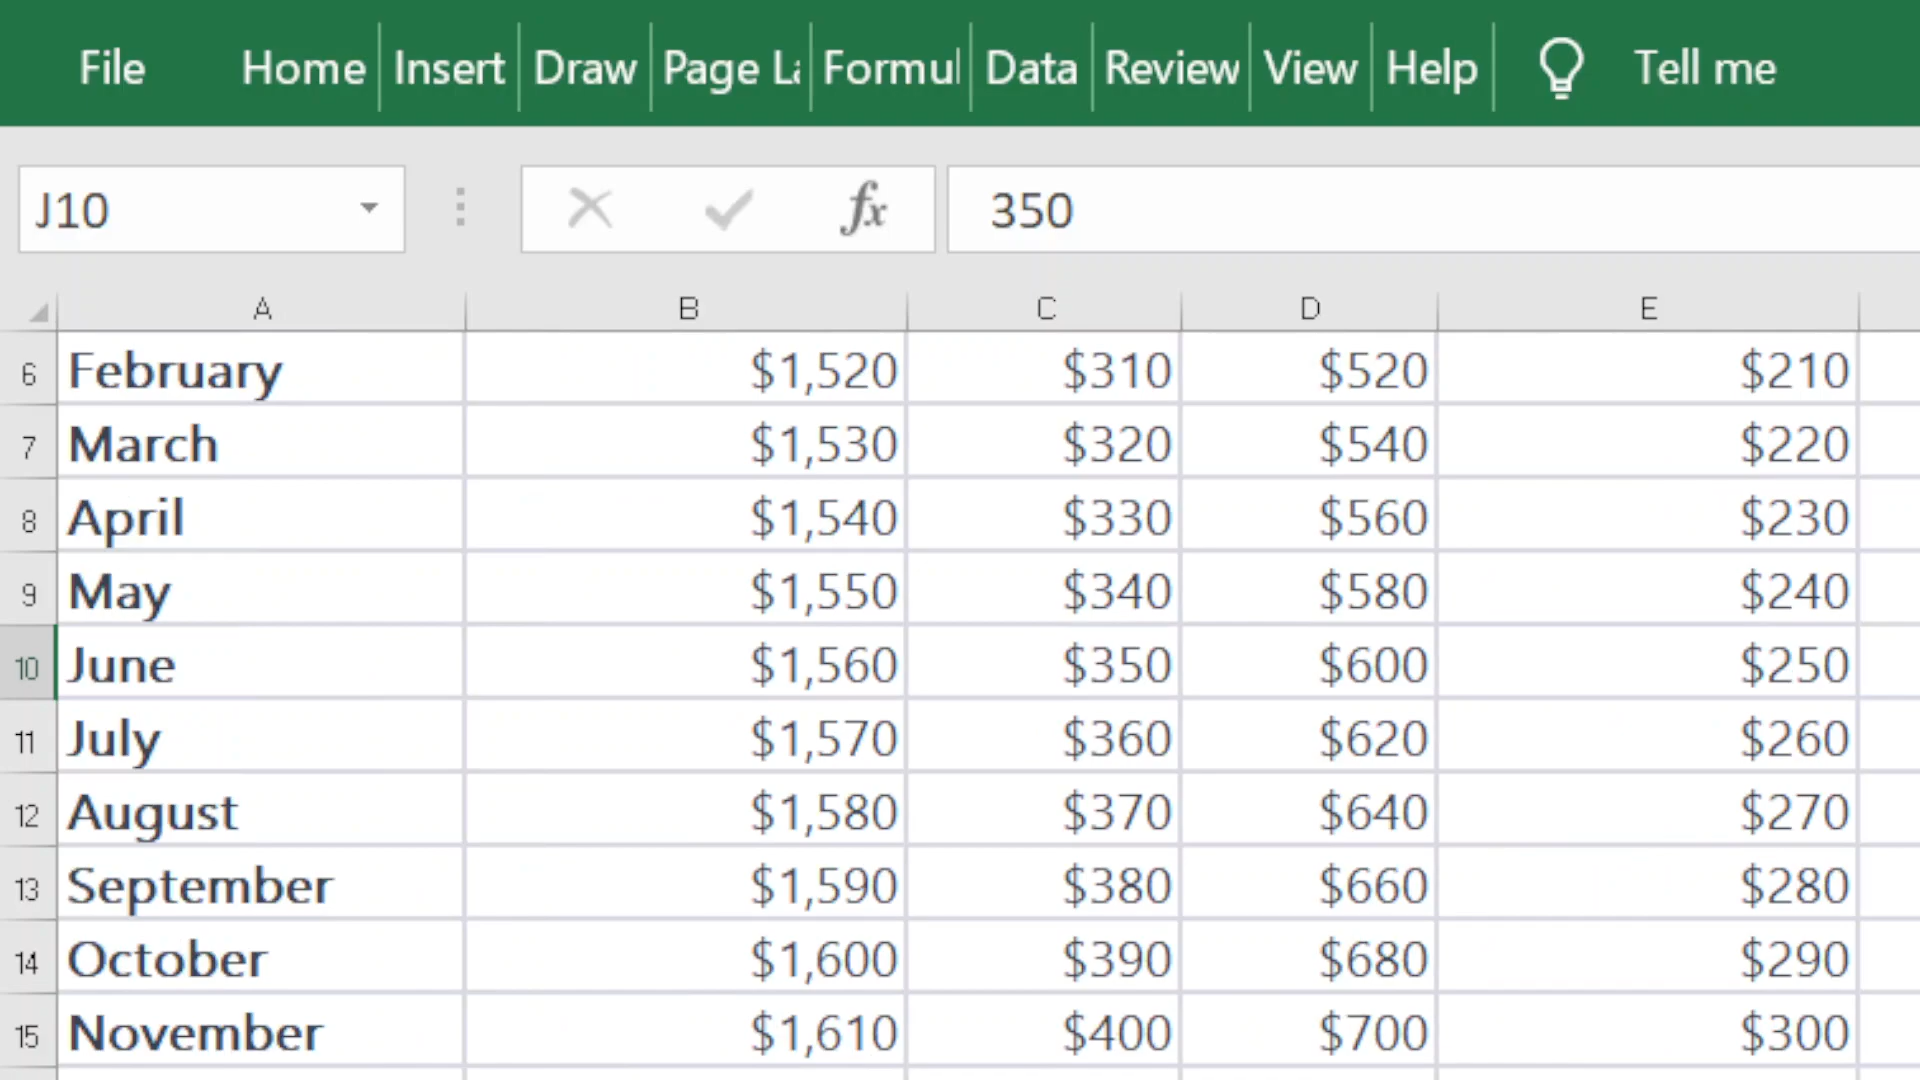 File Home Insert Draw Page La Formul Data Review View Help Tell me
J10 fx 350
A B C D E
6 February $1,520 $310 $520 $210
7 March $1,530 $320 $540 $220
8 April $1,540 $330 $560 $230
9 May $1,550 $340 $580 $240
10 June $1,560 $350 $600 $250
11 July $1,570 $360 $620 $260
12 August $1,580 $370 $640 $270
13 September $1,590 $380 $660 $280
14 October $1,600 $390 $680 $290
15 November $1,610 $400 $700 $300